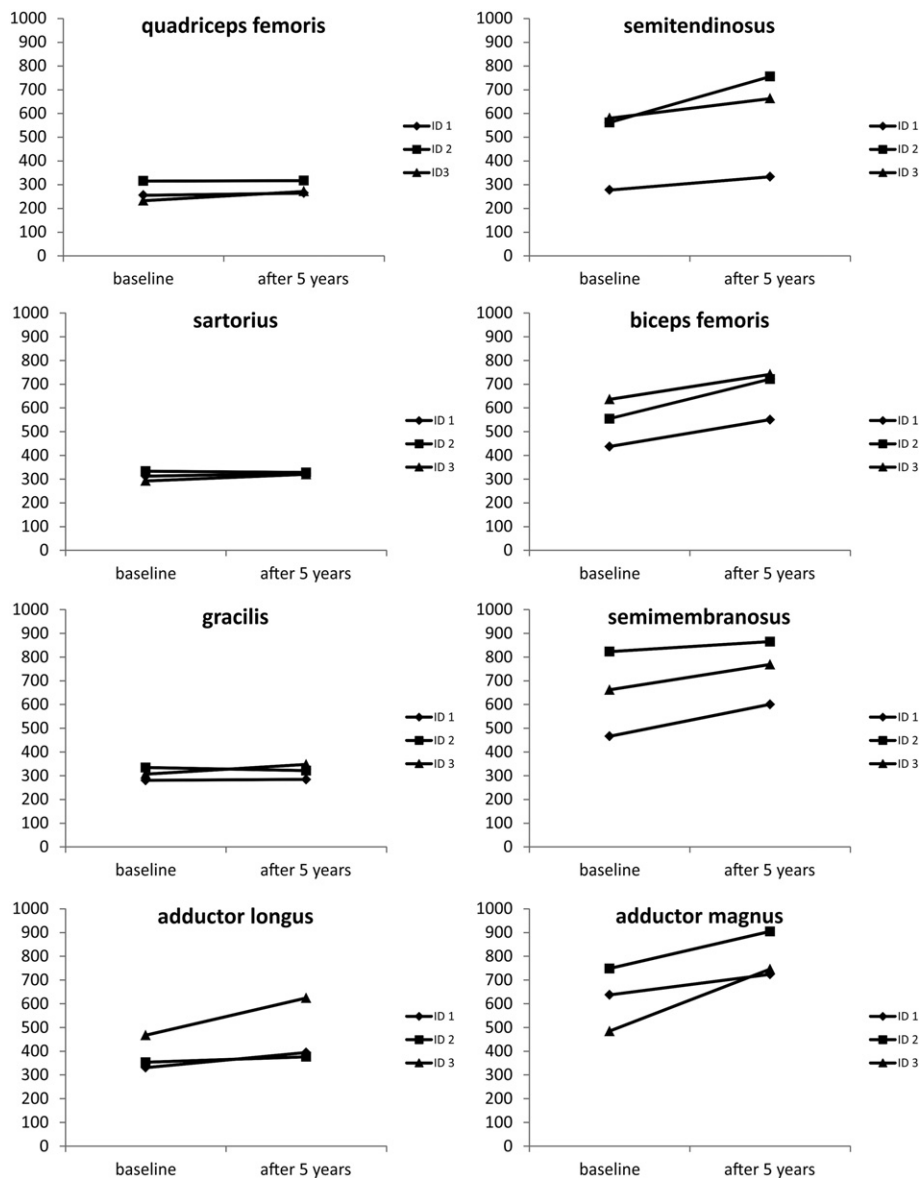 quadriceps femoris
1000
900
800
700
600
500
400
300
200
100
0
ID 1
ID 2
ID3
baseline after 5 years
semitendinosus
1000
900
800
700
600
500
400
300
200
100
0
ID 1
ID 2
ID 3
baseline after 5 years
sartorius
1000
900
800
700
600
500
400
300
200
100
0
ID 1
ID 2
ID 3
baseline after 5 years
biceps femoris
1000
900
800
700
600
500
400
300
200
100
0
ID 1
ID 2
ID 3
baseline after 5 years
gracilis
1000
900
800
700
600
500
400
300
200
100
0
ID 1
ID 2
ID 3
baseline after 5 years
semimembranosus
1000
900
800
700
600
500
400
300
200
100
0
ID 1
ID 2
ID 3
baseline after 5 years
adductor longus
1000
900
800
700
600
500
400
300
200
100
0
ID 1
ID 2
ID 3
baseline after 5 years
adductor magnus
1000
900
800
700
600
500
400
300
200
100
0
ID 1
ID 2
ID 3
baseline after 5 years